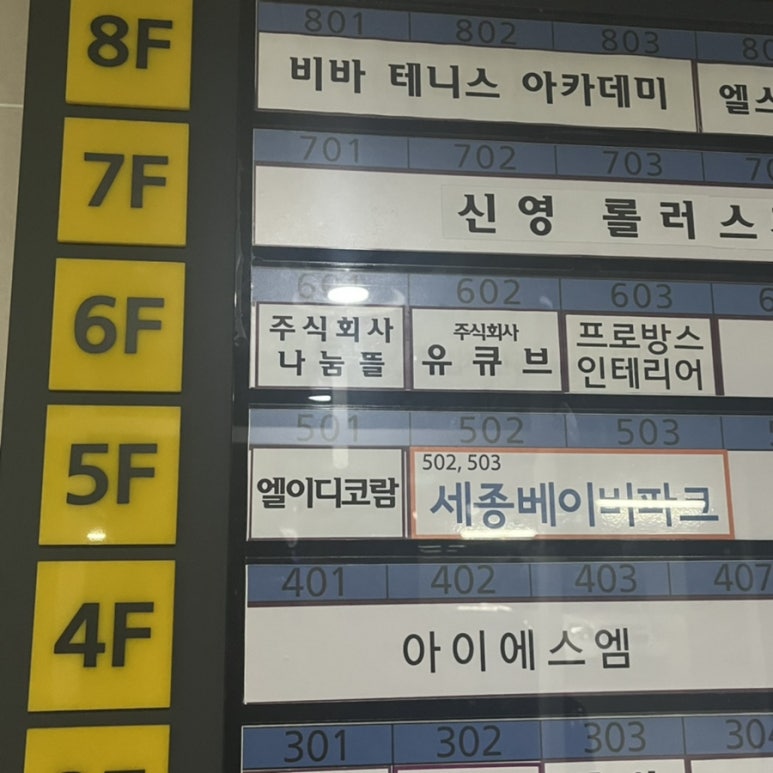 8F
801 802 803
비바 테니스 아카데미
7F
701 702 703
신영 롤러스
6F
601 602 603
주식회사
나눔뜰
주식회사
유큐브
프로방스
인테리어
5F
501 502 503
엘이디코람
502, 503
세종베이비파크
4F
401 402 403 407
아이에스엠
301 302 303